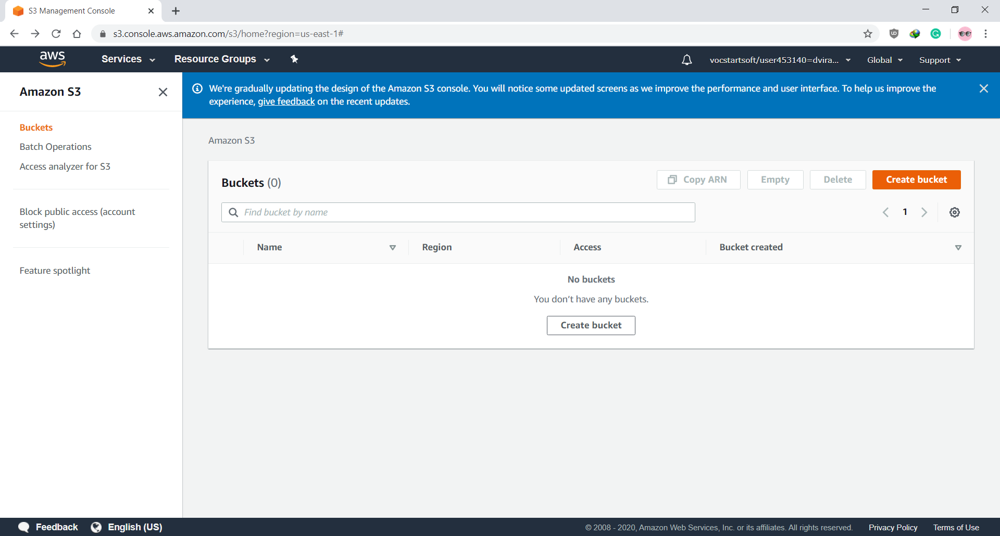 S3 Management Console
s3.console.aws.amazon.com/s3/home?region=us-east-1#
aws
Services
Resource Groups
vocstartsoft/user453140=dvira...
Global
Support
Amazon S3
We're gradually updating the design of the Amazon S3 console. You will notice some updated screens as we improve the performance and user interface. To help us improve the
experience, give feedback on the recent updates.
Buckets
Batch Operations
Access analyzer for S3
Block public access (account
settings)
Feature spotlight
Amazon S3
Buckets (0)
Copy ARN
Empty
Delete
Create bucket
Find bucket by name
1
Name
Region
Access
Bucket created
No buckets
You don't have any buckets.
Create bucket
Feedback
English (US)
© 2008 - 2020, Amazon Web Services, Inc. or its affiliates. All rights reserved.
Privacy Policy
Terms of Use